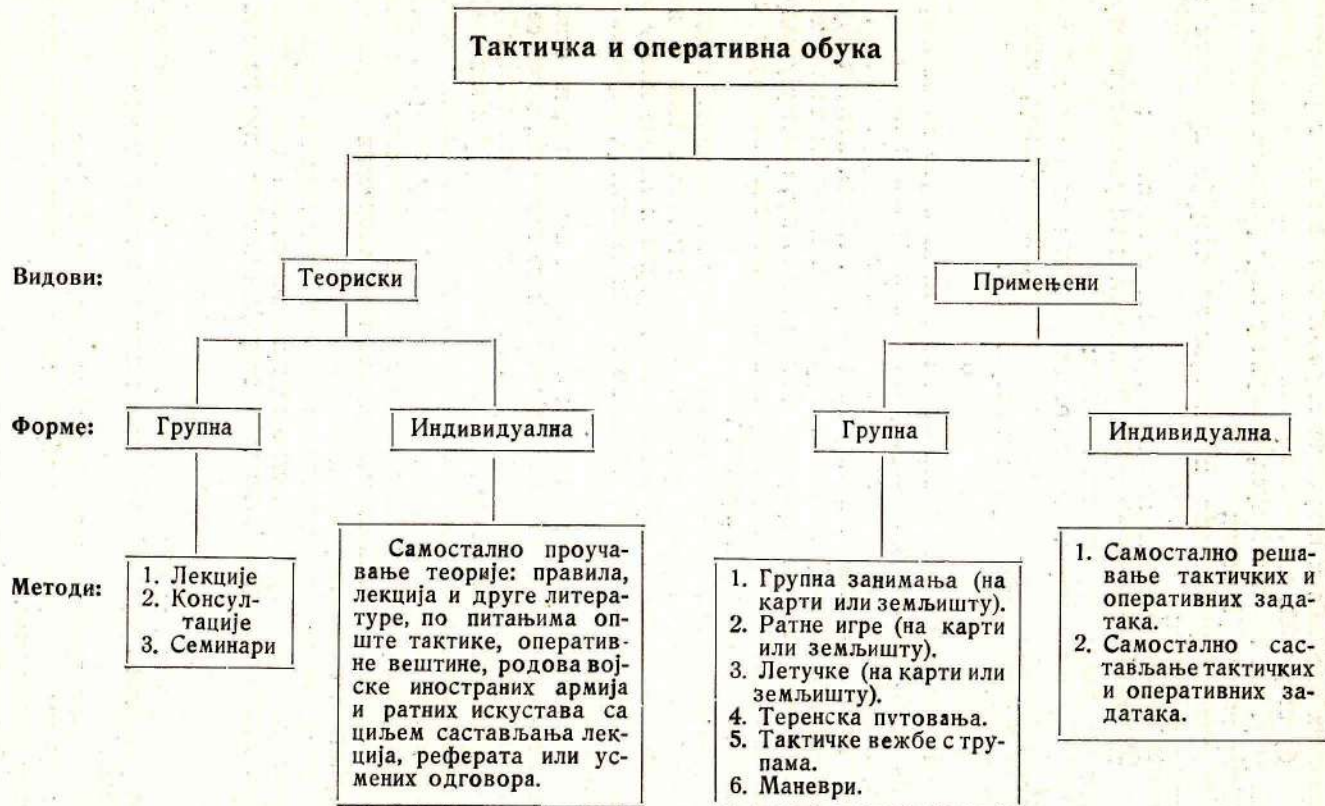 Тактичка и оперативна обука
Видови:
Теориски
Примењени
Форме:
Групна
Индивидуална
Групна
Индивидуална
Методи:
1. Лекције
2. Консул-
тације
3. Семинари
Самостално проуча-
вање теорије: правила,
лекција и друге литера-
туре, по питањима оп-
ште тактике, оператив-
не вештине, родова вој-
ске иностраних армија
и ратних искустава са
циљем састављања лек-
ција, реферата или ус-
мених одговора.
1. Групна занимања (на
карти или земљишту).
2. Ратне игре (на карти
или земљишту).
3. Летучке (на карти или
земљишту).
4. Теренска путовања.
5. Тактичке вежбе с тру-
пама.
6. Маневри.
1. Самостално реша-
вање тактичких и
оперативних зада-
така.
2. Самостално сас-
тављање тактичких
и оперативних за-
датака.